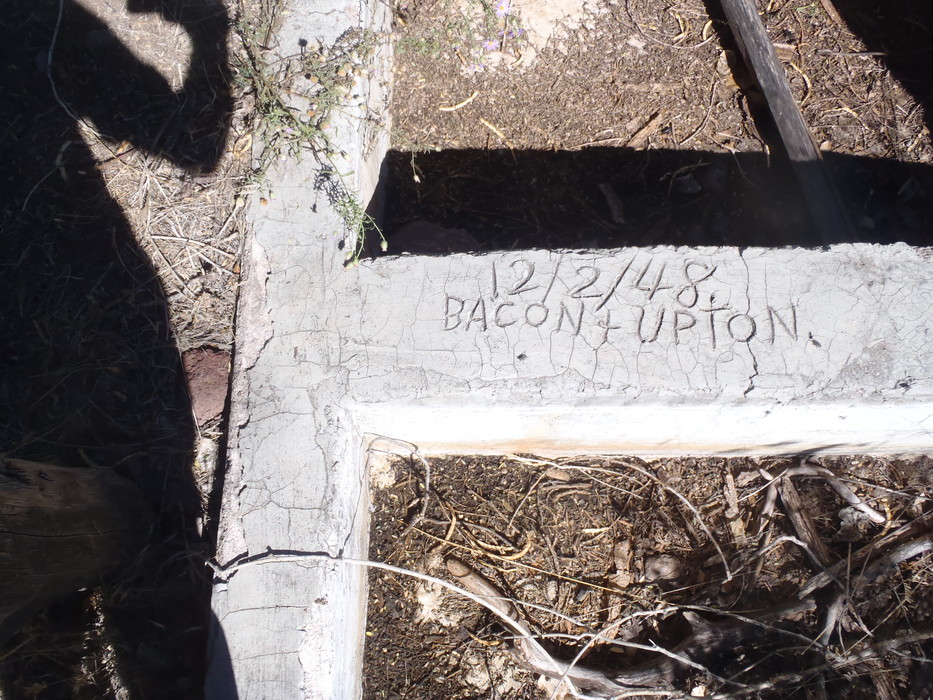 12/2/48.
BACON + UPTON.